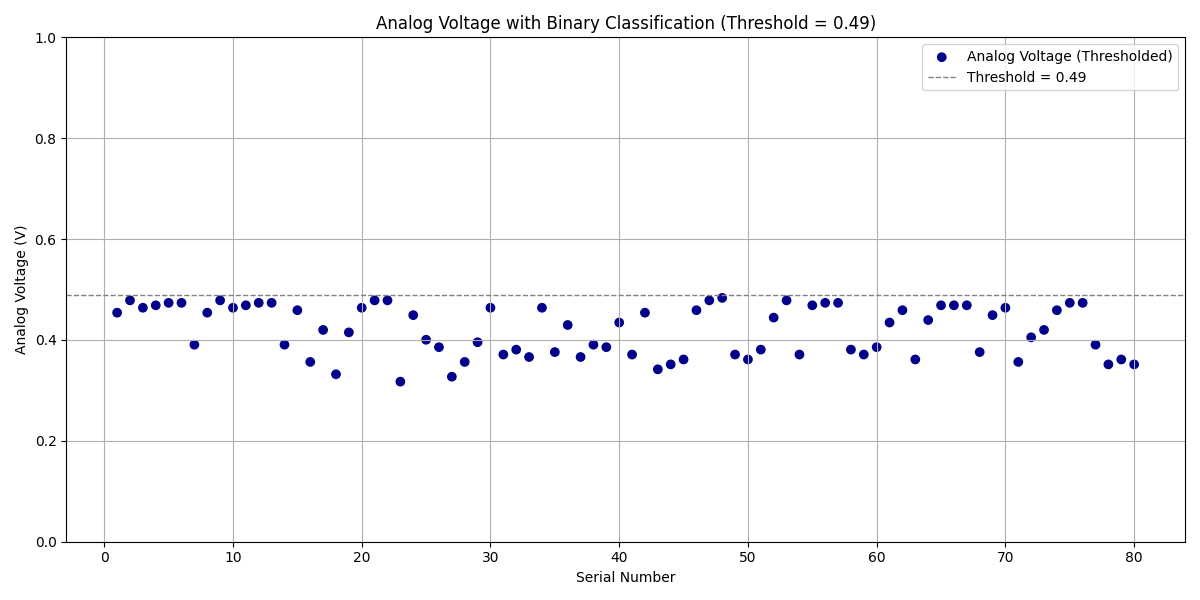 Analog Voltage with Binary Classification (Threshold = 0.49)
Analog Voltage (Thresholded)
Threshold = 0.49
Analog Voltage (V)
1.0
0.8
0.6
0.4
0.2
0.0
0 10 20 30 40 50 60 70 80
Serial Number